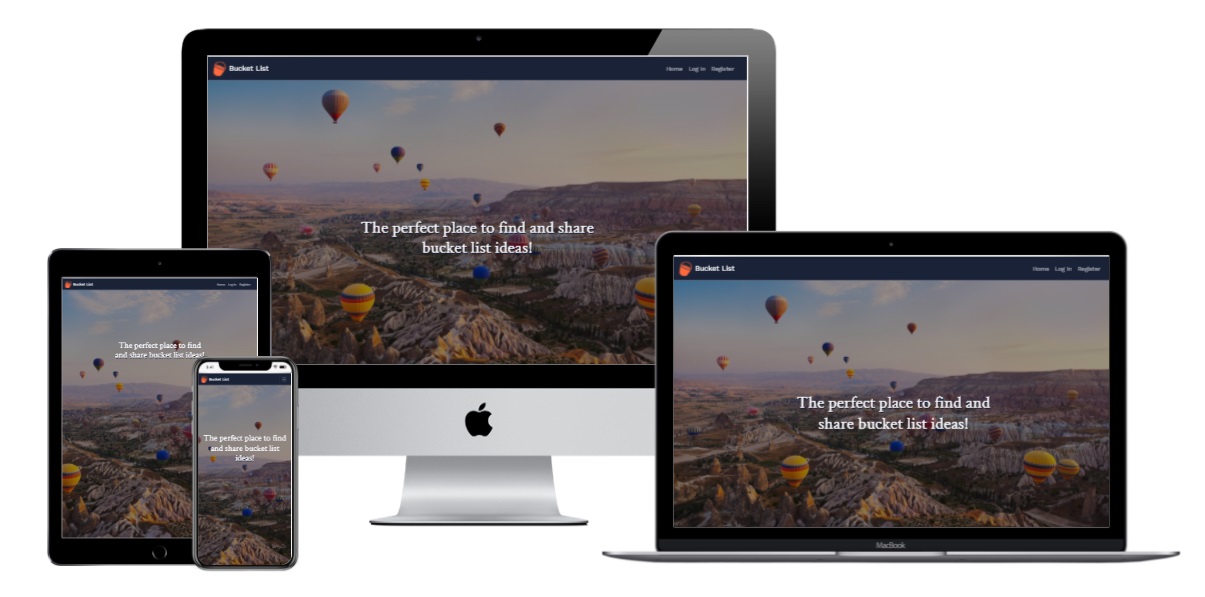 Bucket List
Home Log In Register
The perfect place to find and share
bucket list ideas!
Bucket List
Home Log In Register
The perfect place to find
and share bucket list ideas!
Bucket List
The perfect place to find
and share bucket list
ideas!
Bucket List
Home Log In Register
The perfect place to find and
share bucket list ideas!
MacBook